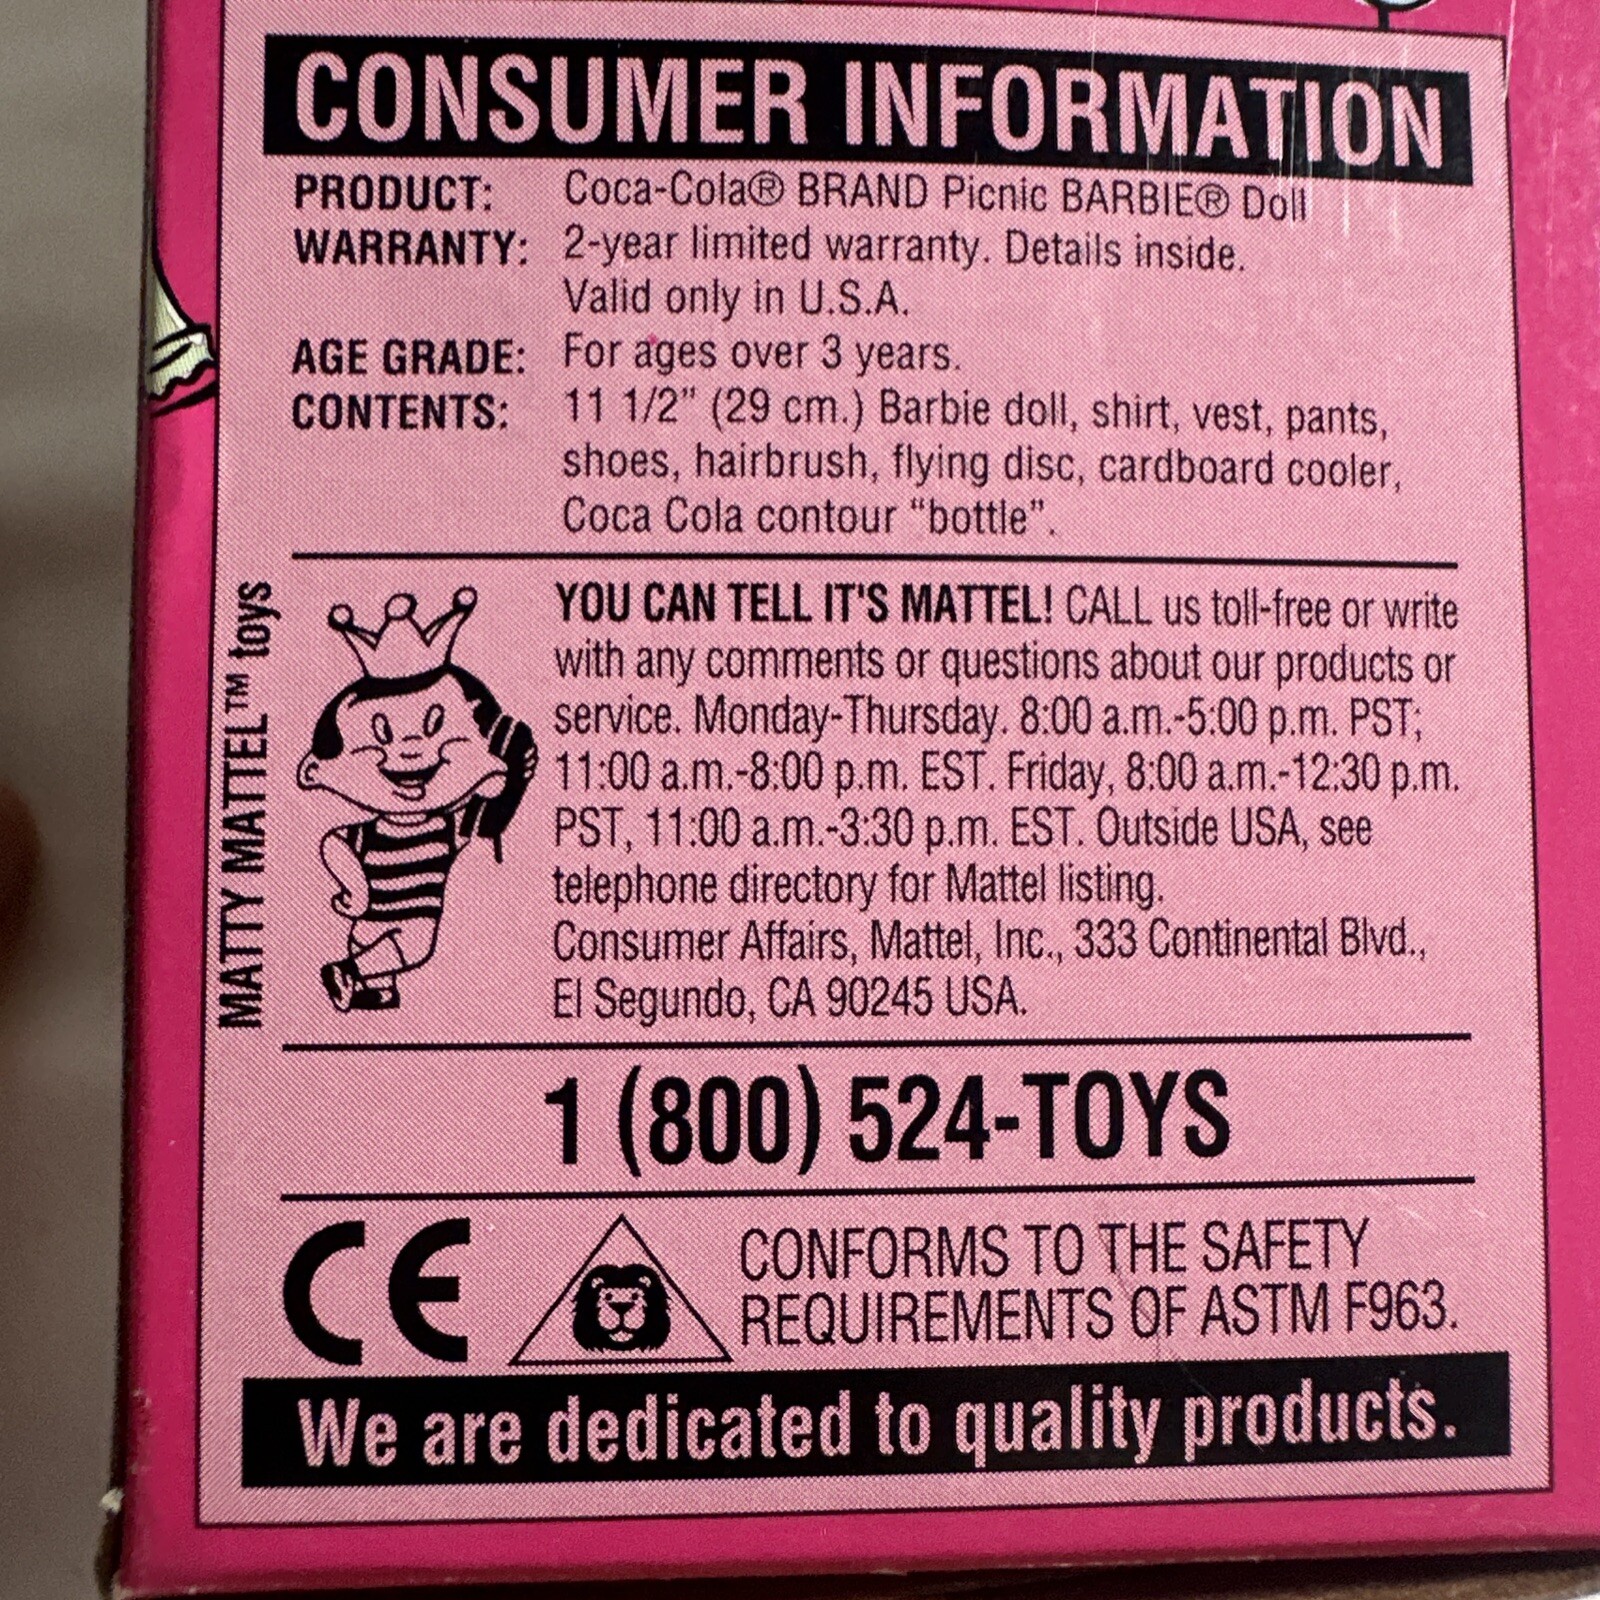 CONSUMER INFORMATION
PRODUCT: Coca-Cola® BRAND Picnic BARBIE® Doll
WARRANTY: 2-year limited warranty. Details inside.
Valid only in U.S.A.
AGE GRADE: For ages over 3 years.
CONTENTS: 11 1/2" (29 cm.) Barbie doll, shirt, vest, pants,
shoes, hairbrush, flying disc, cardboard cooler,
Coca Cola contour "bottle".
MATTY MATTEL™ toys
YOU CAN TELL IT'S MATTEL! CALL us toll-free or write
with any comments or questions about our products or
service. Monday-Thursday. 8:00 a.m.-5:00 p.m. PST;
11:00 a.m.-8:00 p.m. EST. Friday, 8:00 a.m.-12:30 p.m.
PST, 11:00 a.m.-3:30 p.m. EST. Outside USA, see
telephone directory for Mattel listing.
Consumer Affairs, Mattel, Inc., 333 Continental Blvd.,
El Segundo, CA 90245 USA.
1 (800) 524-TOYS
CE
CONFORMS TO THE SAFETY
REQUIREMENTS OF ASTM F963.
We are dedicated to quality products.